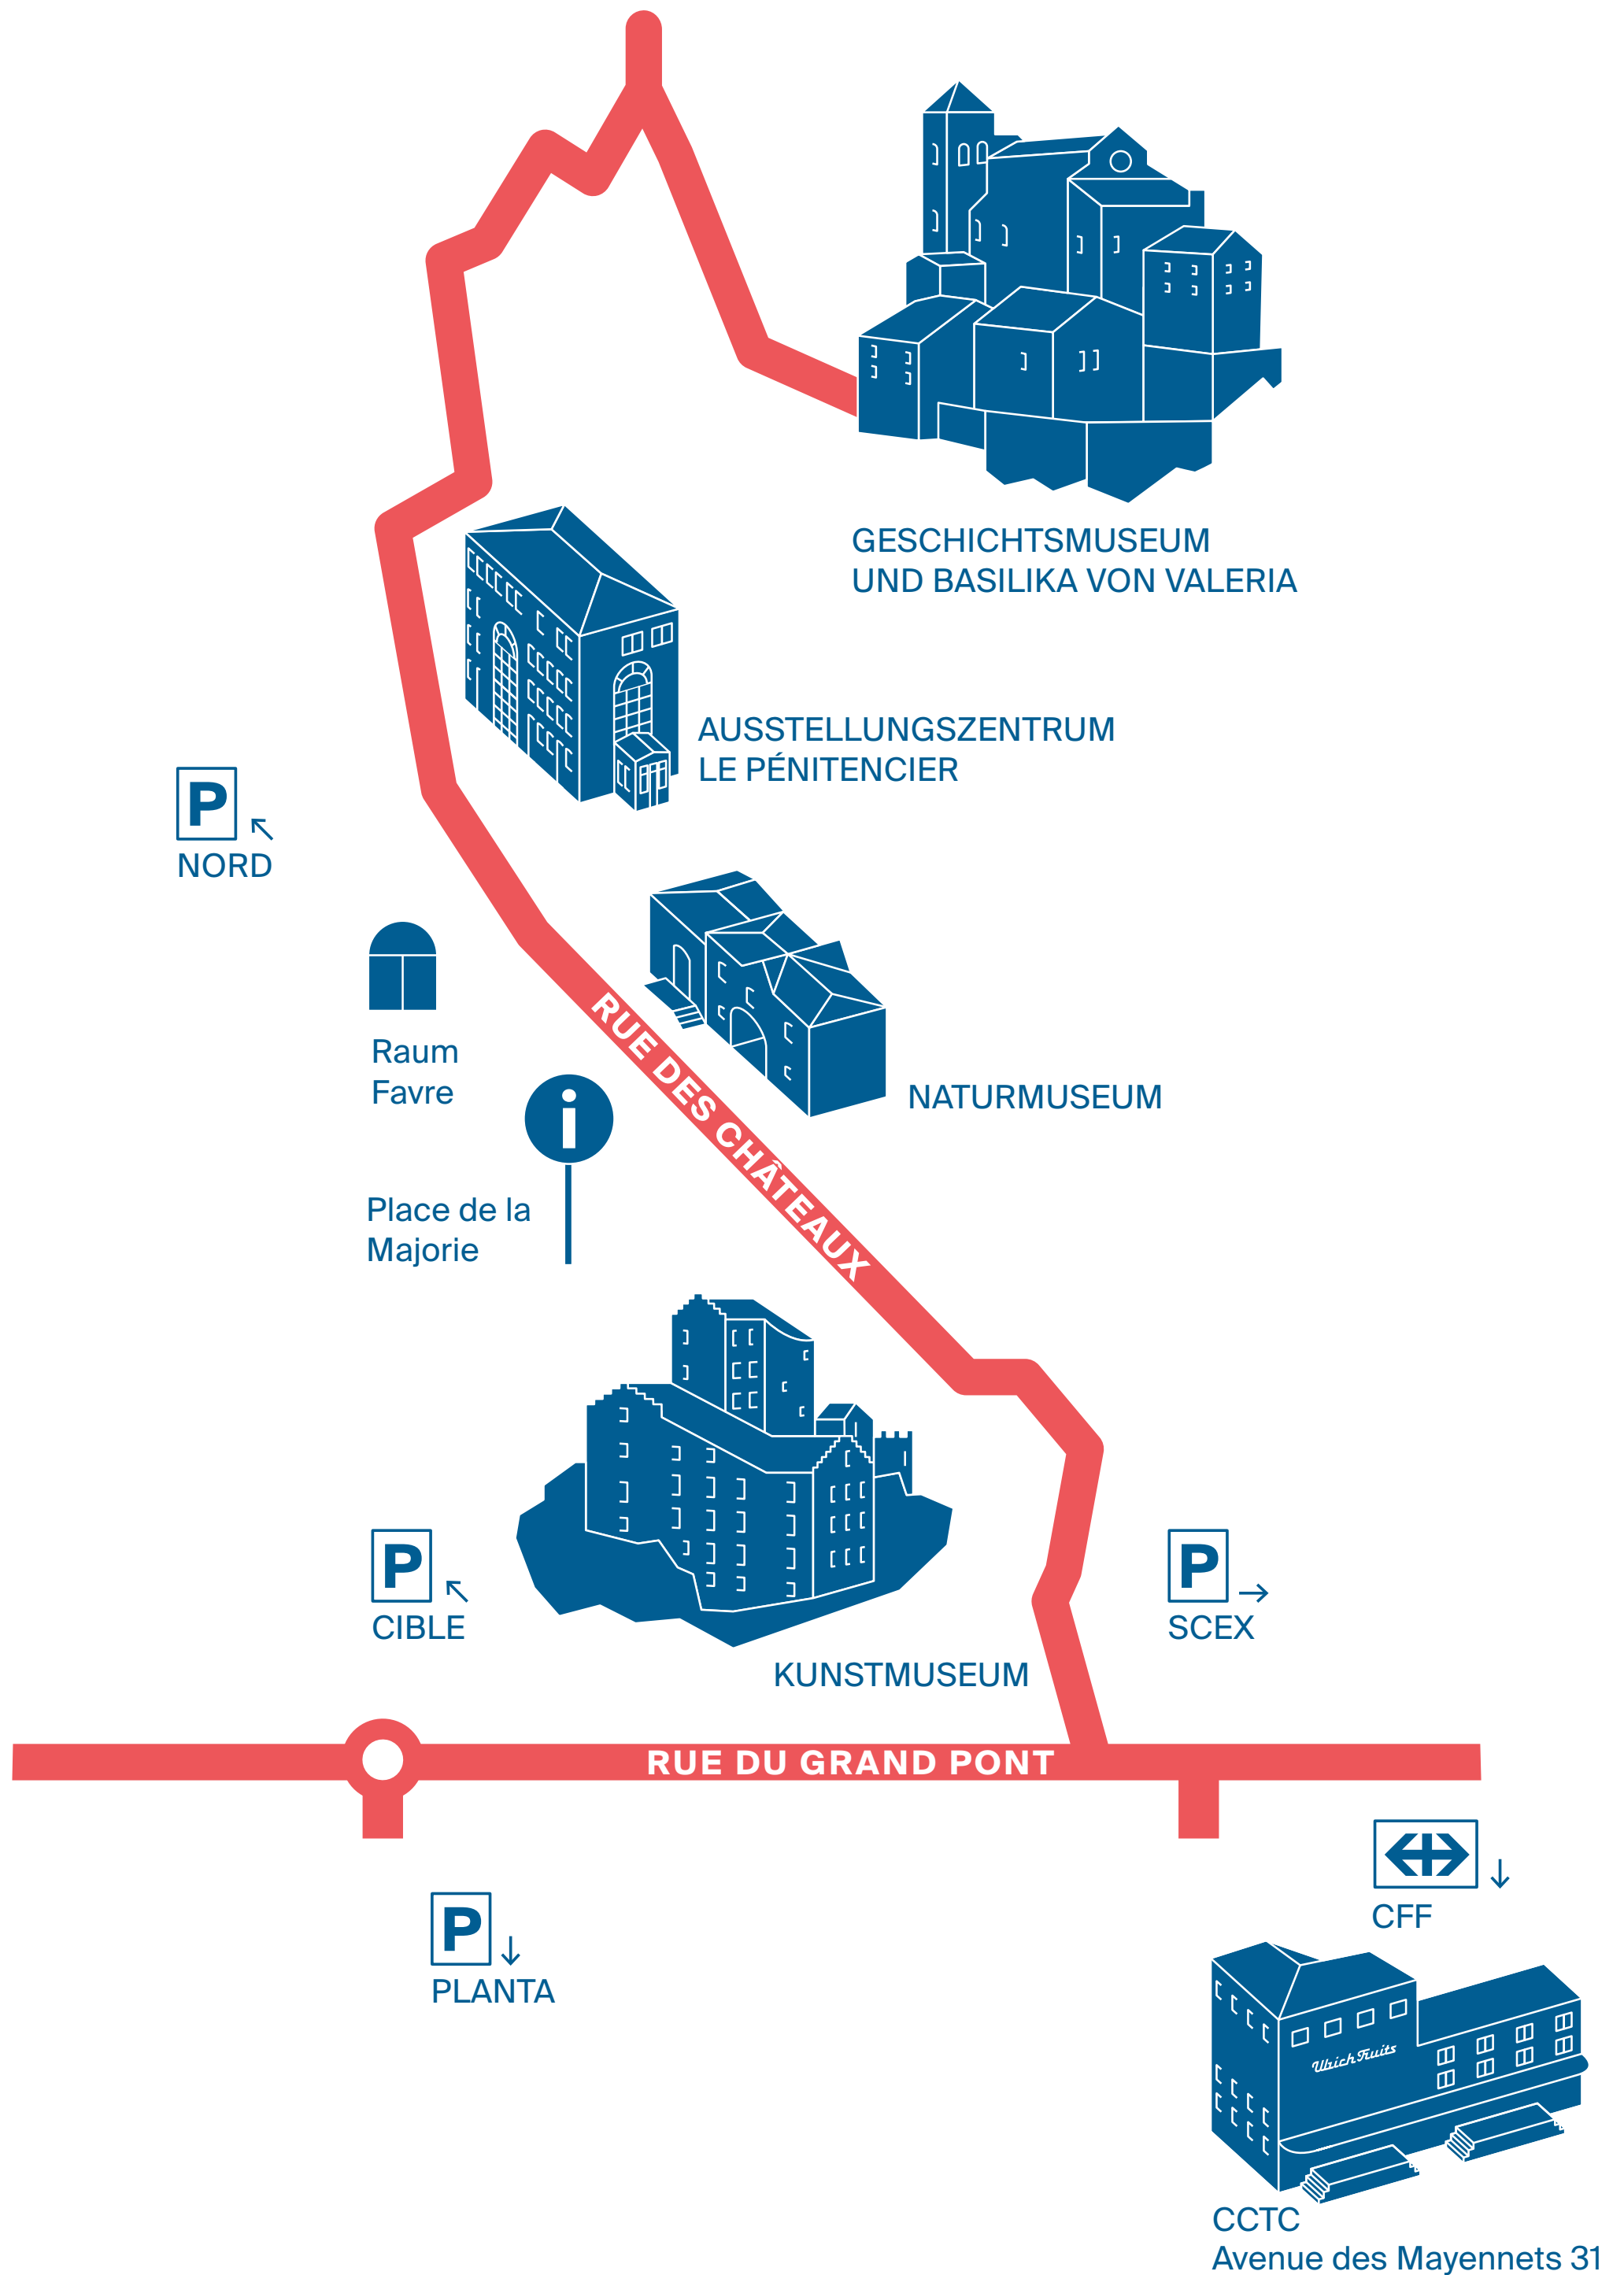 GESCHICHTSMUSEUM
UND BASILIKA VON VALERIA
AUSSTELLUNGSZENTRUM
LE PÉNITENCIER
P
NORD
Raum
Favre
RUE DES CHÂTEAUX
NATURMUSEUM
i
Place de la
Majorie
P
CIBLE
P
SCEX
KUNSTMUSEUM
RUE DU GRAND PONT
CFF
P
PLANTA
Ulrich Fruits
CCTC
Avenue des Mayennets 31